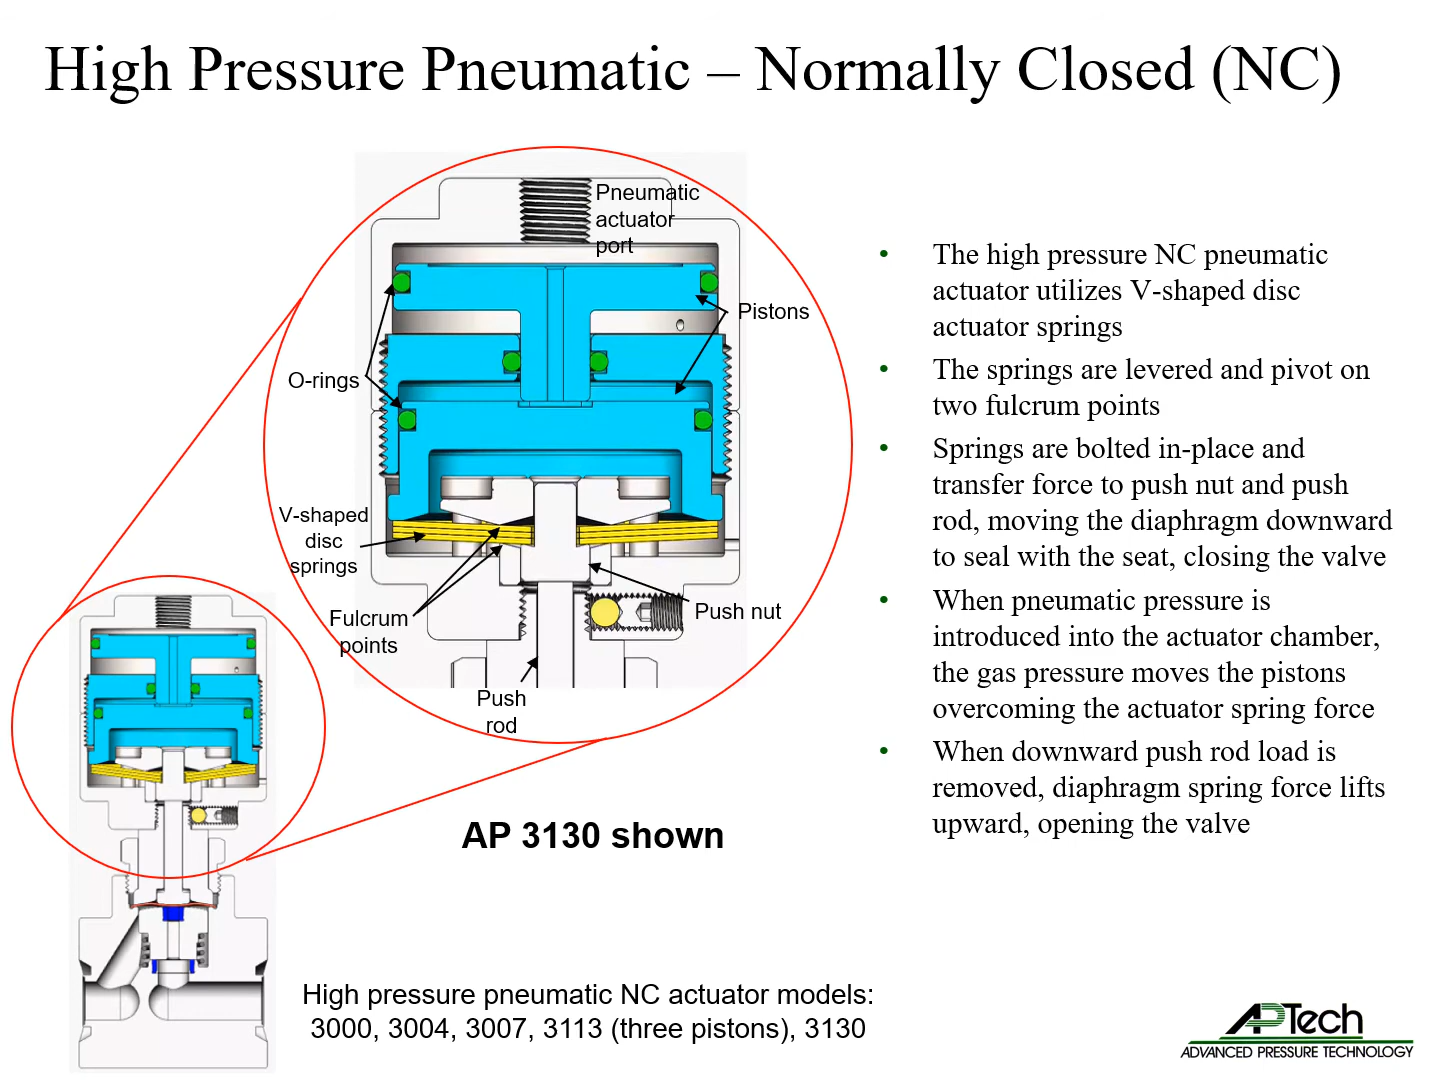 High Pressure Pneumatic – Normally Closed (NC)
Pneumatic
actuator
port
Pistons
O-rings
V-shaped
disc
springs
Fulcrum
points
Push nut
Push
rod
AP 3130 shown
High pressure pneumatic NC actuator models:
3000, 3004, 3007, 3113 (three pistons), 3130
• The high pressure NC pneumatic
actuator utilizes V-shaped disc
actuator springs
• The springs are levered and pivot on
two fulcrum points
• Springs are bolted in-place and
transfer force to push nut and push
rod, moving the diaphragm downward
to seal with the seat, closing the valve
• When pneumatic pressure is
introduced into the actuator chamber,
the gas pressure moves the pistons
overcoming the actuator spring force
• When downward push rod load is
removed, diaphragm spring force lifts
upward, opening the valve
APTech
ADVANCED PRESSURE TECHNOLOGY